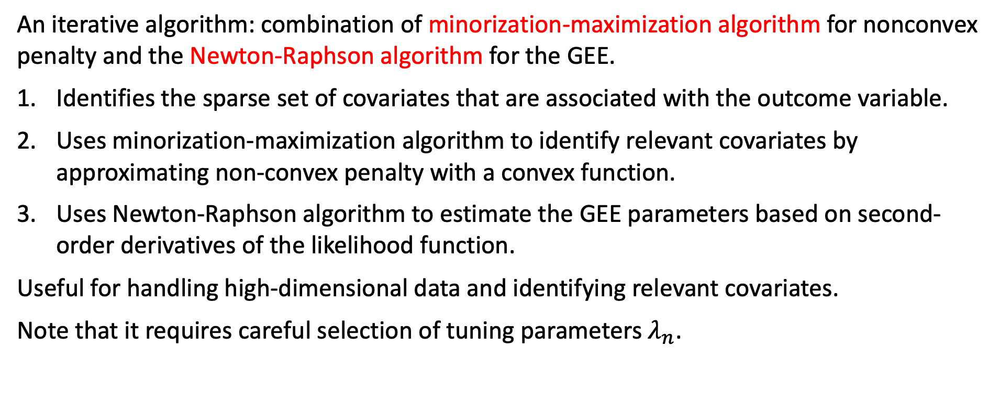 An iterative algorithm: combination of minorization-maximization algorithm for nonconvex
penalty and the Newton-Raphson algorithm for the GEE.
1. Identifies the sparse set of covariates that are associated with the outcome variable.
2. Uses minorization-maximization algorithm to identify relevant covariates by
approximating non-convex penalty with a convex function.
3. Uses Newton-Raphson algorithm to estimate the GEE parameters based on second-
order derivatives of the likelihood function.
Useful for handling high-dimensional data and identifying relevant covariates.
Note that it requires careful selection of tuning parameters λₙ.